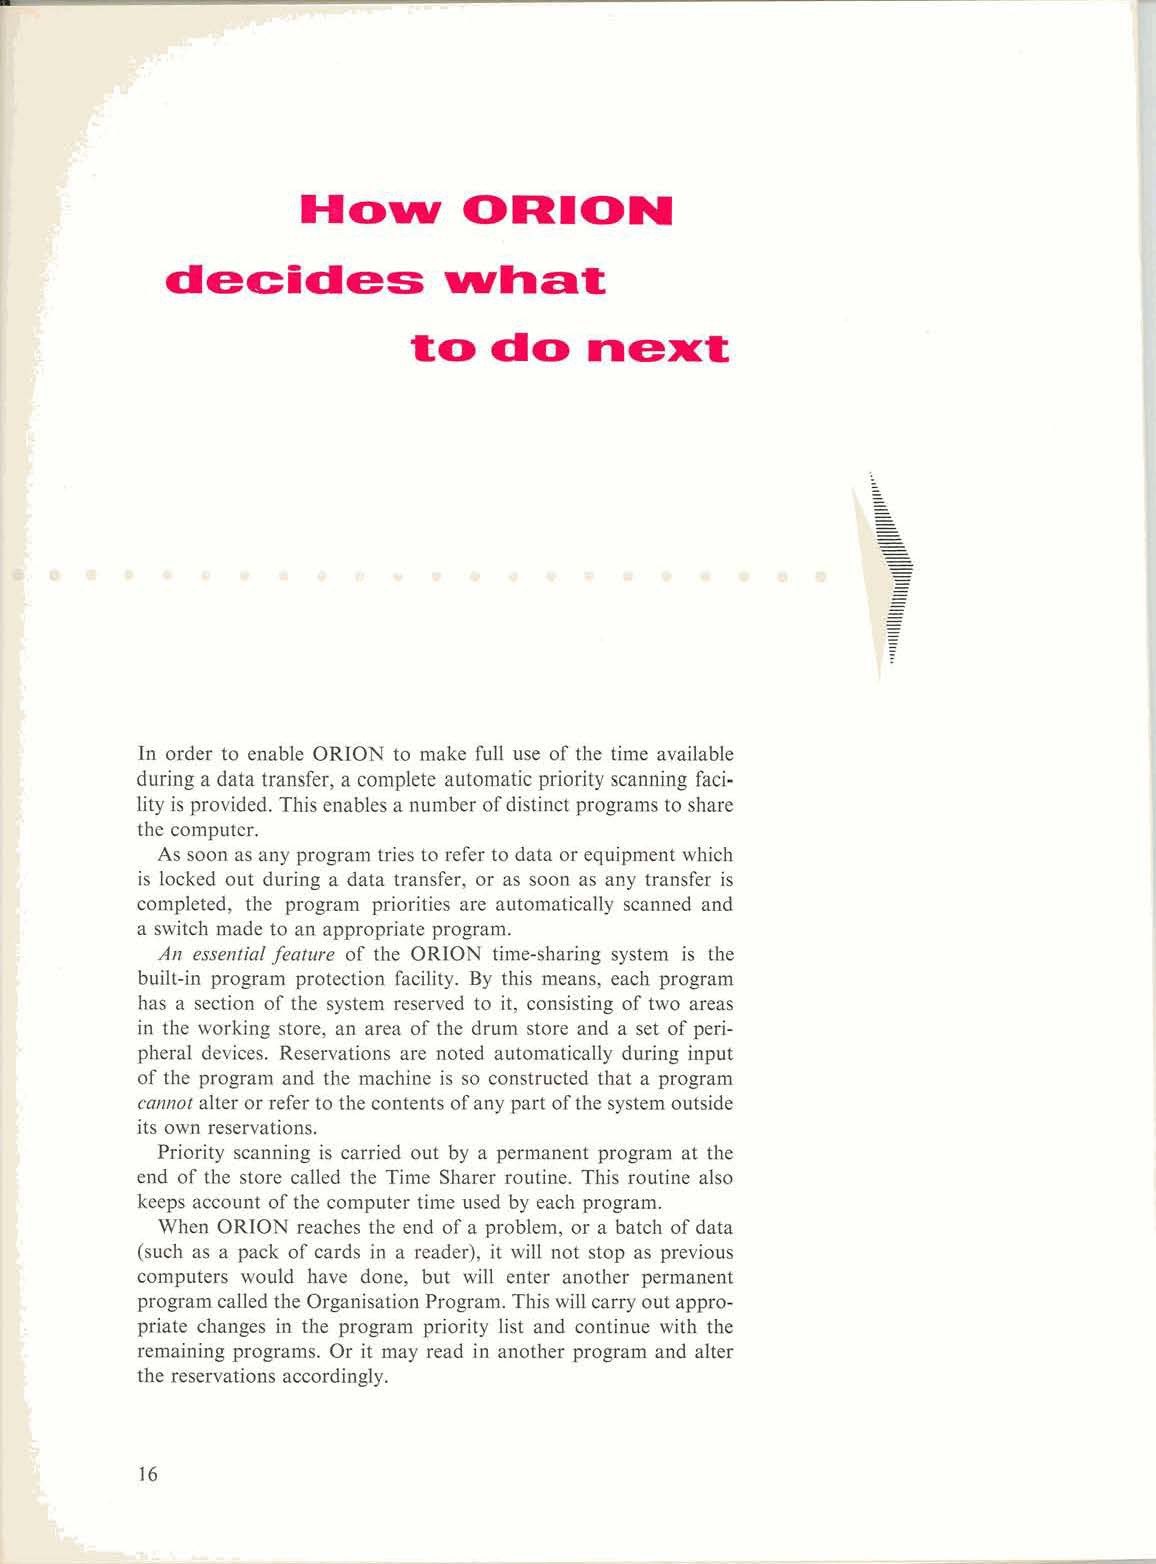 How ORION
decides what
to do next
In order to enable ORION to make full use of the time available
during a data transfer, a complete automatic priority scanning faci-
lity is provided. This enables a number of distinct programs to share
the computer.
As soon as any program tries to refer to data or equipment which
is locked out during a data transfer, or as soon as any transfer is
completed, the program priorities are automatically scanned and
a switch made to an appropriate program.
An essential feature of the ORION time-sharing system is the
built-in program protection facility. By this means, each program
has a section of the system reserved to it, consisting of two areas
in the working store, an area of the drum store and a set of peri-
pheral devices. Reservations are noted automatically during input
of the program and the machine is so constructed that a program
cannot alter or refer to the contents of any part of the system outside
its own reservations.
Priority scanning is carried out by a permanent program at the
end of the store called the Time Sharer routine. This routine also
keeps account of the computer time used by each program.
When ORION reaches the end of a problem, or a batch of data
(such as a pack of cards in a reader), it will not stop as previous
computers would have done, but will enter another permanent
program called the Organisation Program. This will carry out appro-
priate changes in the program priority list and continue with the
remaining programs. Or it may read in another program and alter
the reservations accordingly.
16